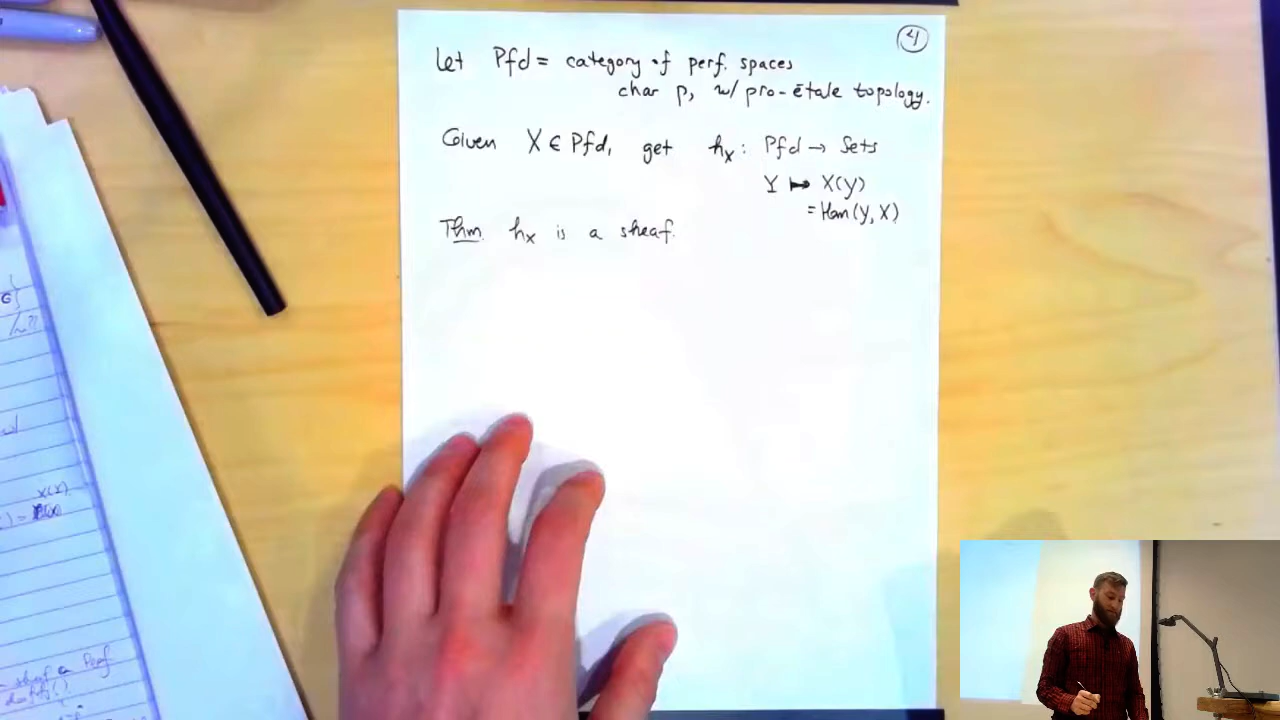 4
Let Pfd = category of perf. spaces
char p, w/ pro-étale topology.
Given X ∈ Pfd, get h_X : Pfd → Sets
Y ↦ X(Y)
= Hom(Y, X)
Thm. h_X is a sheaf.